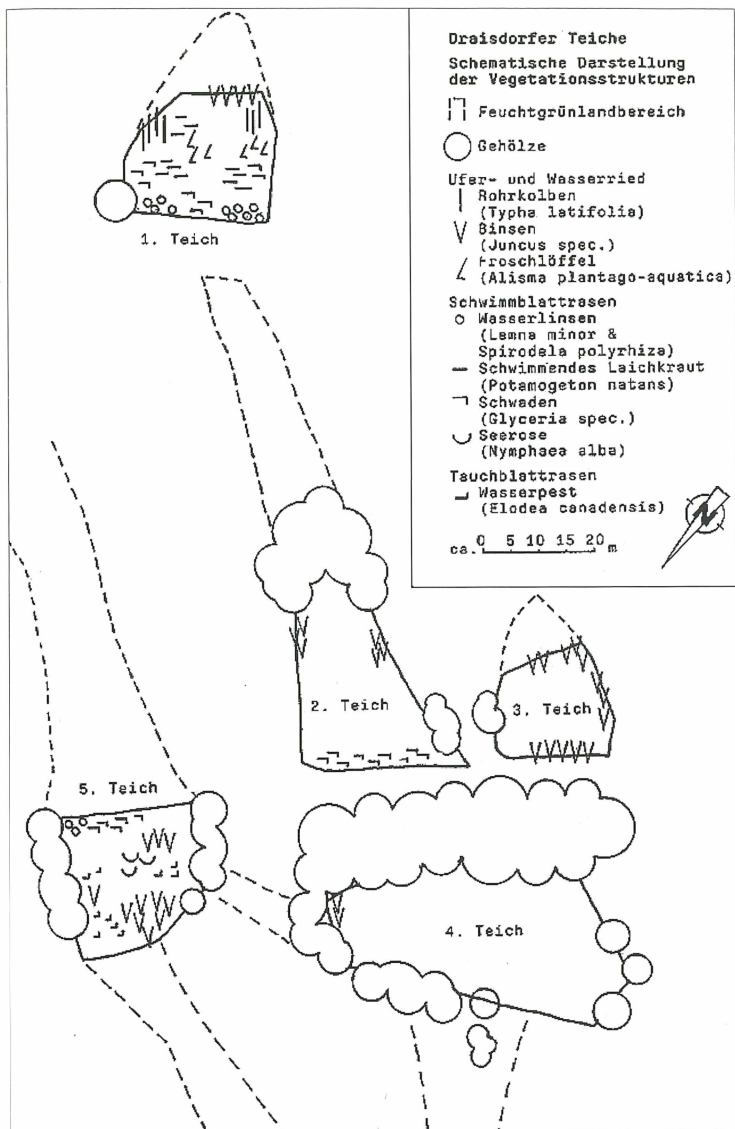 Draisdorfer Teiche
Schematische Darstellung
der Vegetationsstrukturen
Feuchtgrünlandbereich
Gehölze
Ufer- und Wasserried
Rohrkolben
(Typha latifolia)
Binsen
(Juncus spec.)
Froschlöffel
(Alisma plantago-aquatica)
Schwimmblattrasen
Wasserlinsen
(Lemna minor &
Spirodela polyrhiza)
Schwimmendes Laichkraut
(Potamogeton natans)
Schwaden
(Glyceria spec.)
Seerose
(Nymphaea alba)
Tauchblattrasen
Wasserpest
(Elodea canadensis)
N
ca. 0 5 10 15 20 m
1. Teich
2. Teich
3. Teich
5. Teich
4. Teich